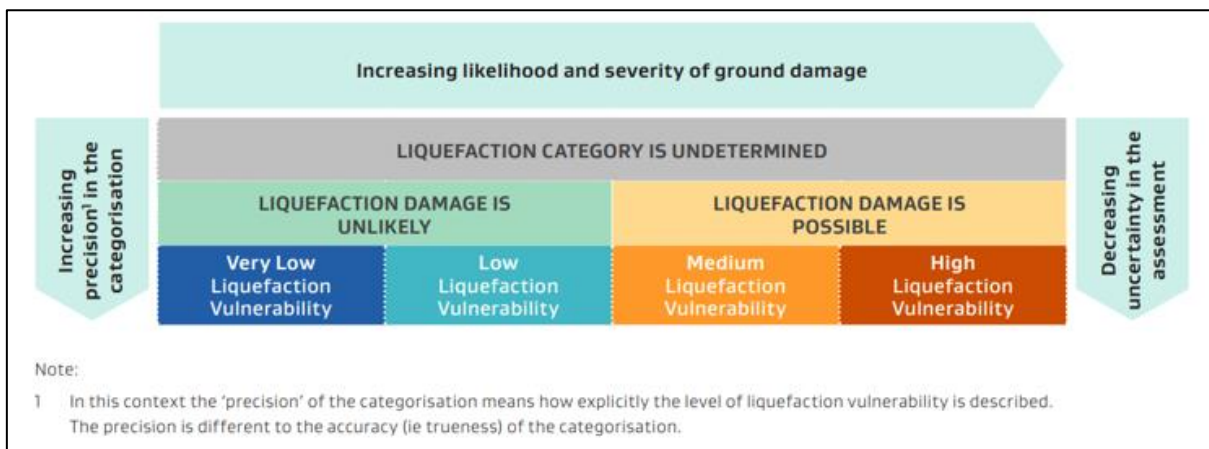 Increasing likelihood and severity of ground damage
Increasing
precision¹ in the
categorisation
LIQUEFACTION CATEGORY IS UNDETERMINED
LIQUEFACTION DAMAGE IS
UNLIKELY
LIQUEFACTION DAMAGE IS
POSSIBLE
Very Low
Liquefaction
Vulnerability
Low
Liquefaction
Vulnerability
Medium
Liquefaction
Vulnerability
High
Liquefaction
Vulnerability
Decreasing
uncertainty in the
assessment
Note:
1 In this context the ‘precision’ of the categorisation means how explicitly the level of liquefaction vulnerability is described.
The precision is different to the accuracy (ie trueness) of the categorisation.